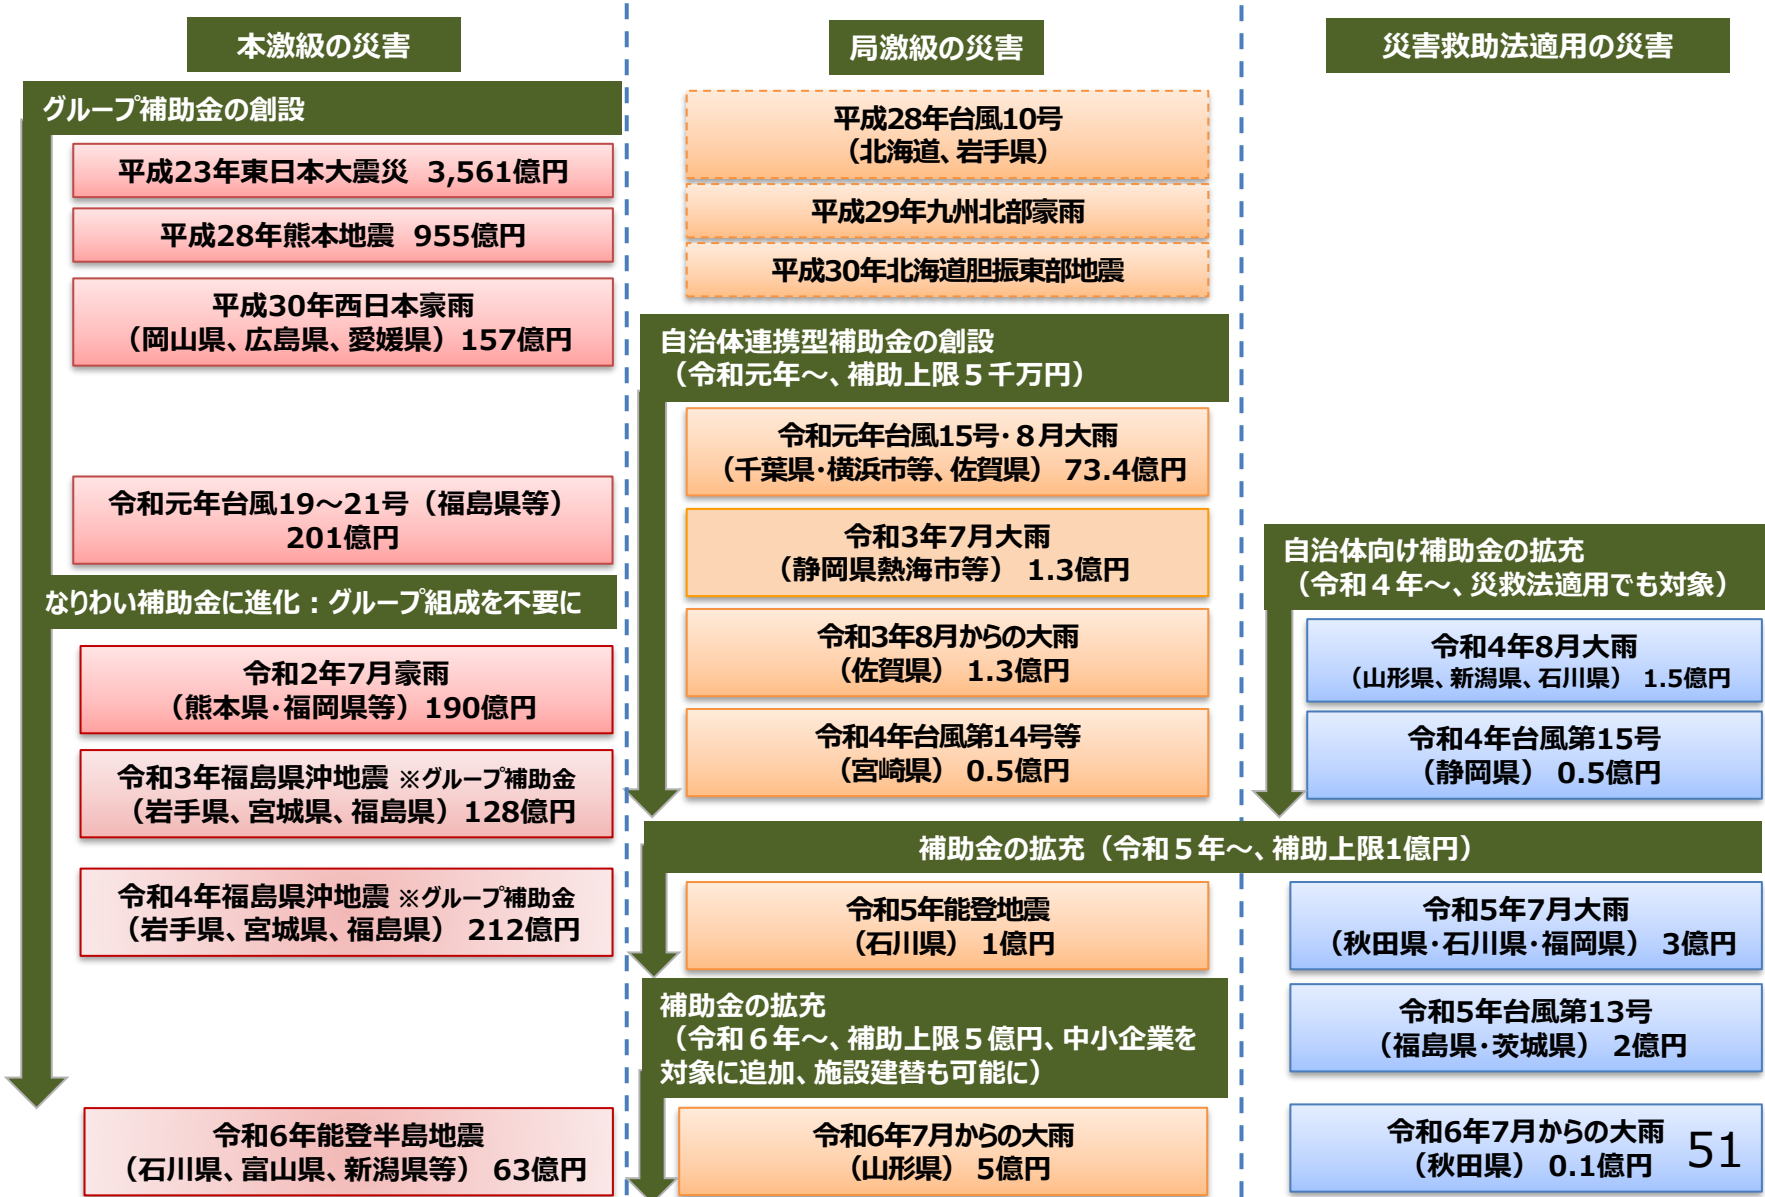 本激級の災害
グループ補助金の創設
平成23年東日本大震災 3,561億円
平成28年熊本地震 955億円
平成30年西日本豪雨
（岡山県、広島県、愛媛県）157億円
令和元年台風19～21号（福島県等）
201億円
なりわい補助金に進化：グループ組成を不要に
令和2年7月豪雨
（熊本県・福岡県等）190億円
令和3年福島県沖地震 ※グループ補助金
（岩手県、宮城県、福島県）128億円
令和4年福島県沖地震 ※グループ補助金
（岩手県、宮城県、福島県） 212億円
令和6年能登半島地震
（石川県、富山県、新潟県等） 63億円
局激級の災害
平成28年台風10号
（北海道、岩手県）
平成29年九州北部豪雨
平成30年北海道胆振東部地震
自治体連携型補助金の創設
（令和元年～、補助上限５千万円）
令和元年台風15号・８月大雨
（千葉県・横浜市等、佐賀県） 73.4億円
令和3年7月大雨
（静岡県熱海市等） 1.3億円
令和3年8月からの大雨
（佐賀県） 1.3億円
令和4年台風第14号等
（宮崎県） 0.5億円
災害救助法適用の災害
自治体向け補助金の拡充
（令和４年～、災救法適用でも対象）
令和4年8月大雨
（山形県、新潟県、石川県） 1.5億円
令和4年台風第15号
（静岡県） 0.5億円
補助金の拡充（令和５年～、補助上限1億円）
令和5年能登地震
（石川県） 1億円
補助金の拡充
（令和６年～、補助上限５億円、中小企業を
対象に追加、施設建替も可能に）
令和6年7月からの大雨
（山形県） 5億円
令和5年7月大雨
（秋田県・石川県・福岡県） 3億円
令和5年台風第13号
（福島県・茨城県） 2億円
令和6年7月からの大雨
（秋田県） 0.1億円
51